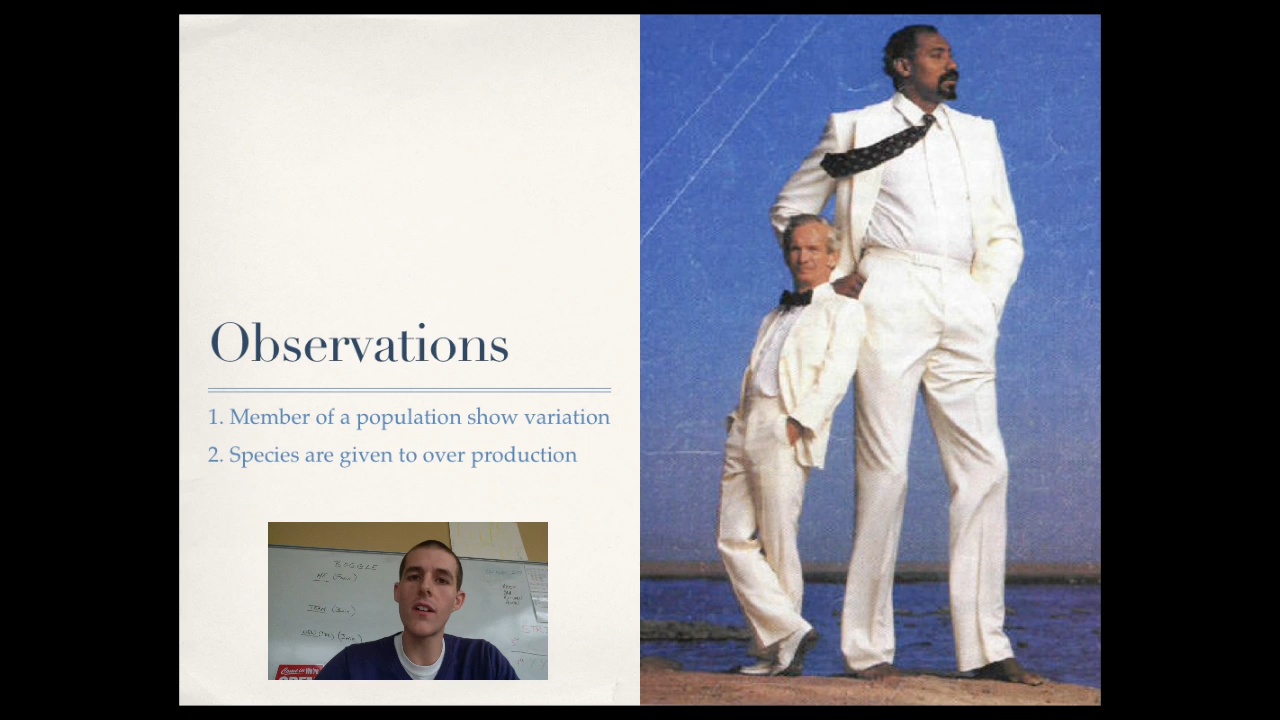 Observations
1. Member of a population show variation
2. Species are given to over production